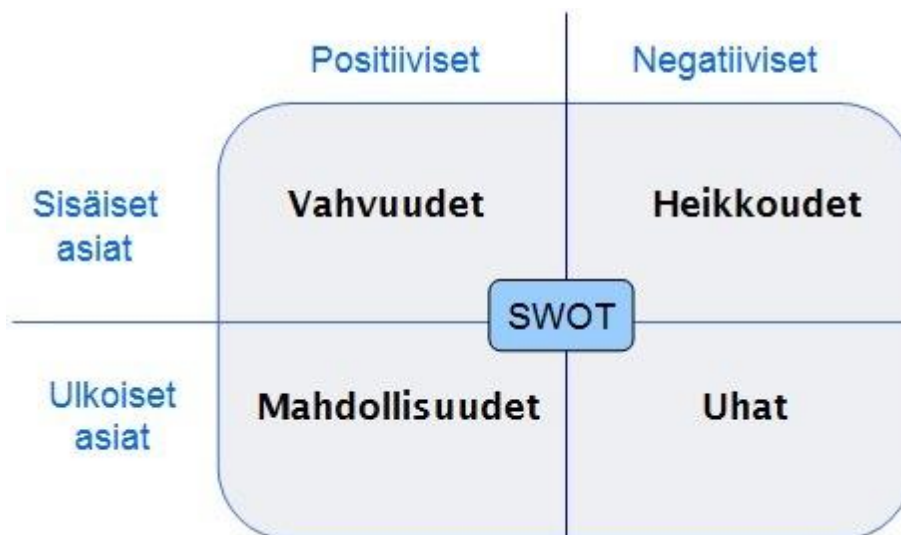 Positiiviset
Negatiiviset
Sisäiset
asiat
Vahvuudet
Heikkoudet
SWOT
Ulkoiset
asiat
Mahdollisuudet
Uhat